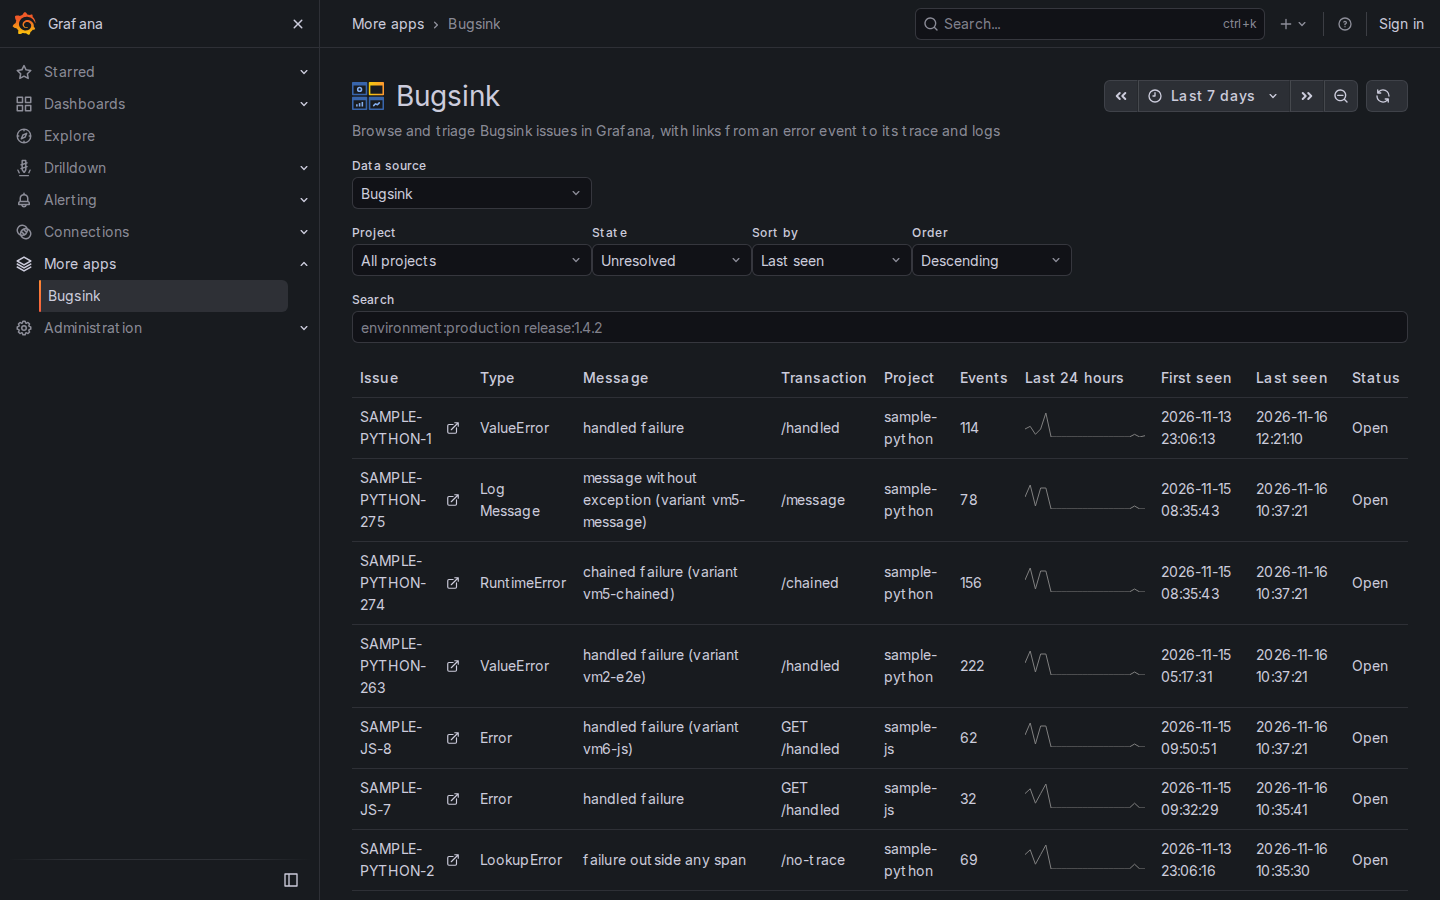 Grafana
More apps › Bugsink
Search...
ctrl+k
Sign in
Starred
Dashboards
Explore
Drilldown
Alerting
Connections
More apps
Bugsink
Administration
Bugsink
Last 7 days
Browse and triage Bugsink issues in Grafana, with links from an error event to its trace and logs
Data source
Bugsink
Project State Sort by Order
All projects Unresolved Last seen Descending
Search
environment:production release:1.4.2
Issue Type Message Transaction Project Events Last 24 hours First seen Last seen Status
SAMPLE-
PYTHON-1
ValueError
handled failure
/handled
sample-
python
114
2026-11-13
23:06:13
2026-11-16
12:21:10
Open
SAMPLE-
PYTHON-
275
Log
Message
message without
exception (variant vm5-
message)
/message
sample-
python
78
2026-11-15
08:35:43
2026-11-16
10:37:21
Open
SAMPLE-
PYTHON-
274
RuntimeError
chained failure (variant
vm5-chained)
/chained
sample-
python
156
2026-11-15
08:35:43
2026-11-16
10:37:21
Open
SAMPLE-
PYTHON-
263
ValueError
handled failure (variant
vm2-e2e)
/handled
sample-
python
222
2026-11-15
05:17:31
2026-11-16
10:37:21
Open
SAMPLE-
JS-8
Error
handled failure (variant
vm6-js)
GET
/handled
sample-
js
62
2026-11-15
09:50:51
2026-11-16
10:37:21
Open
SAMPLE-
JS-7
Error
handled failure
GET
/handled
sample-
js
32
2026-11-15
09:32:29
2026-11-16
10:35:41
Open
SAMPLE-
PYTHON-2
LookupError
failure outside any span
/no-trace
sample-
python
69
2026-11-13
23:06:16
2026-11-16
10:35:30
Open